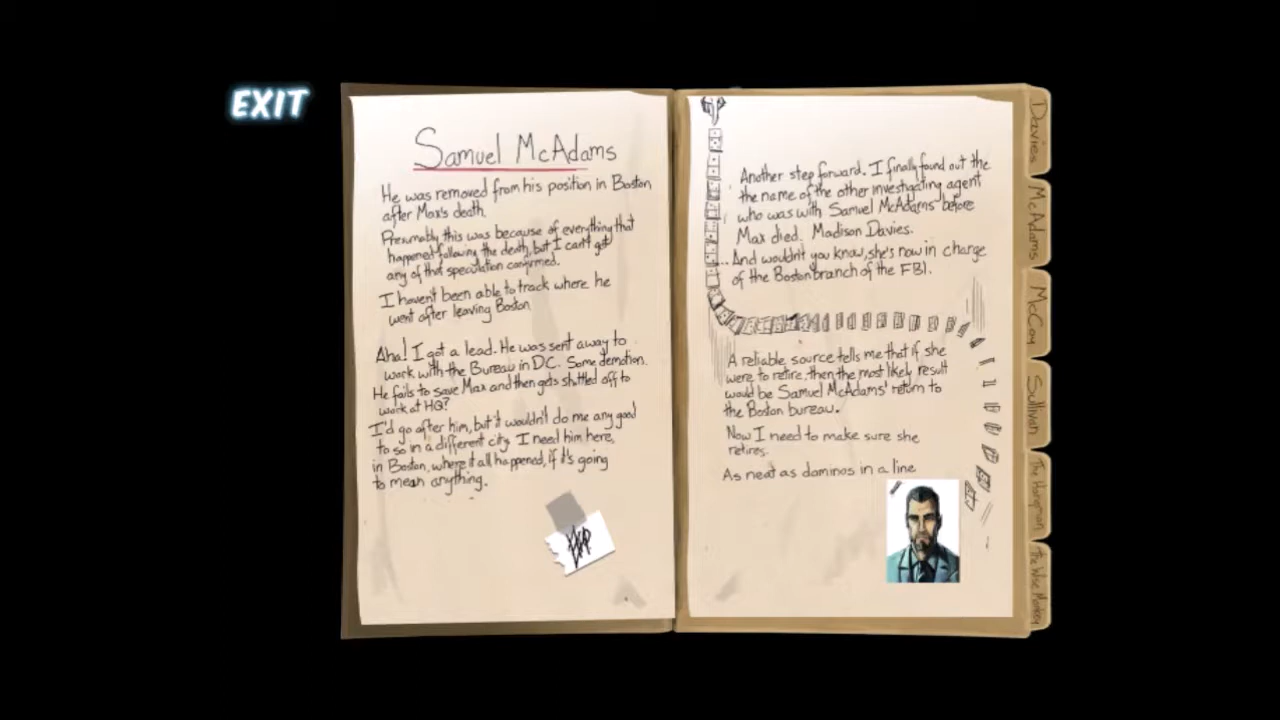 EXIT
Samuel McAdams
He was removed from his position in Boston
after Max's death.
Presumably this was because of everything that
happened following the death, but I can't get
any of that speculation confirmed.
I haven't been able to track where he
went after leaving Boston
Aha! I got a lead. He was sent away to
work with the Bureau in DC. Some demotion.
He fails to save Max and then gets shuttled off to
work at HQ?
I'd go after him, but it wouldn't do me any good
to so in a different city. I need him here,
in Boston, where it all happened, if it's going
to mean anything.
Another step forward. I finally found out the
the name of the other investigating agent
who was with Samuel McAdams before
Max died. Madison Davies.
...And wouldn't you know, she's now in charge
of the Boston branch of the FBI.
A reliable source tells me that if she
were to retire, then the most likely result
would be Samuel McAdams' return to
the Boston bureau.
Now I need to make sure she
retires.
As neat as dominos in a line
Davies
McAdams
McCoy
Sullivan
The Hangman
The Wise Monkey